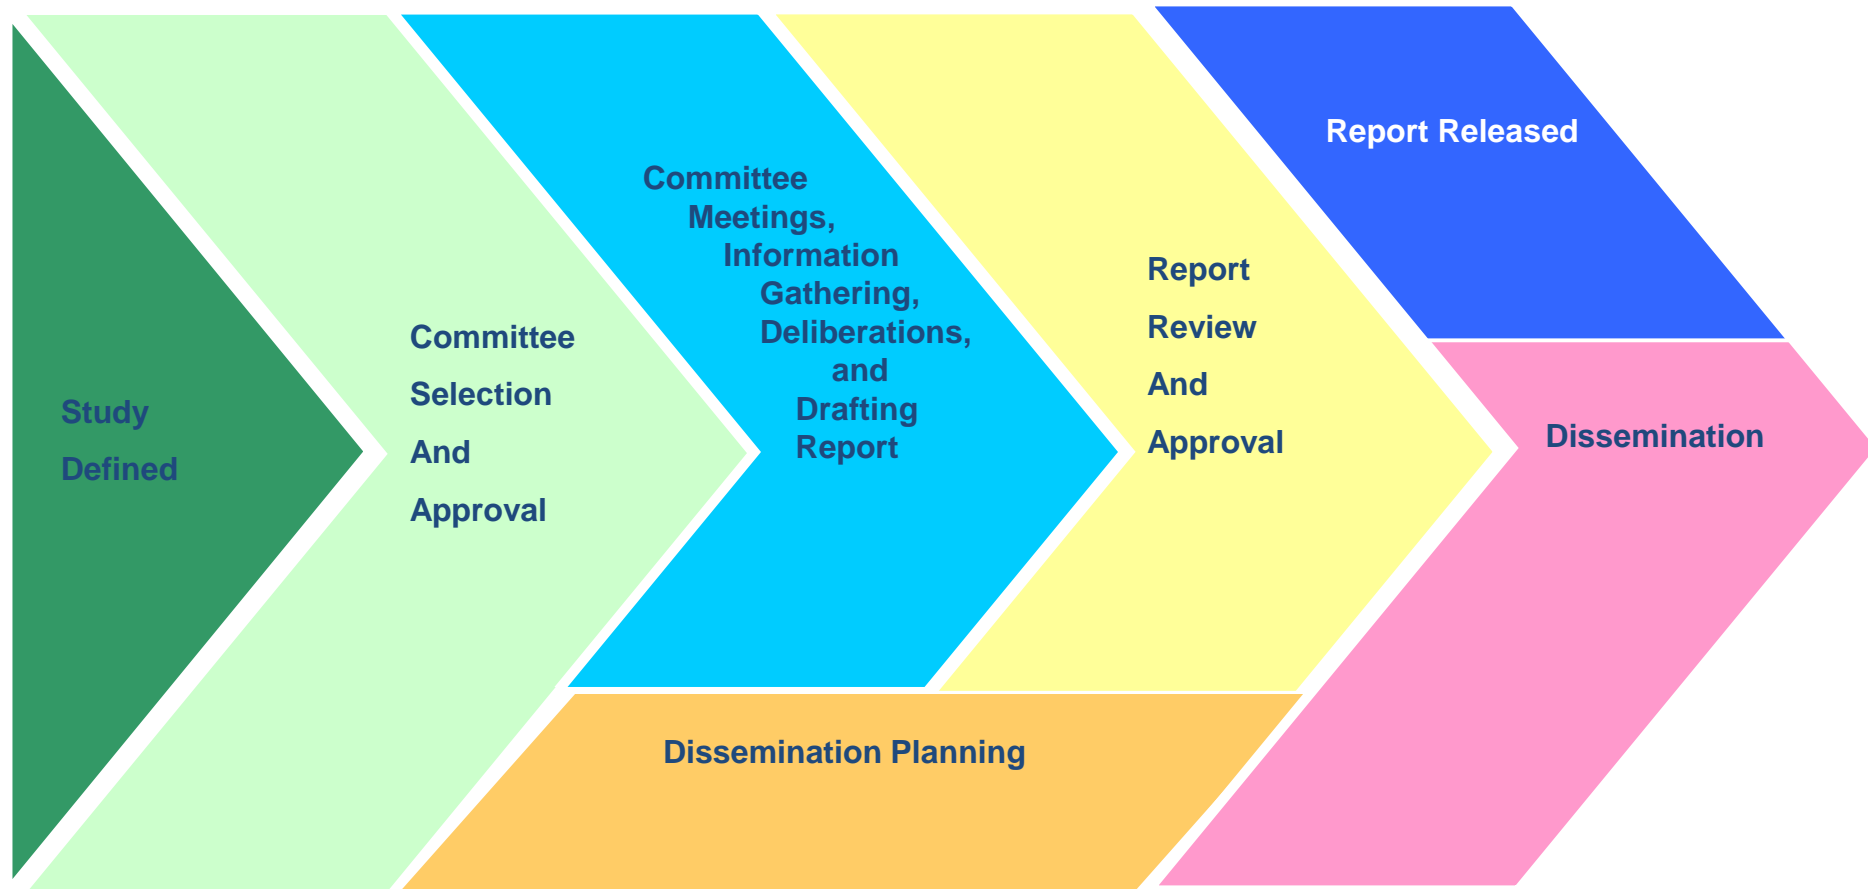 Study
Defined
Committee
Selection
And
Approval
Committee
Meetings,
Information
Gathering,
Deliberations,
and
Drafting
Report
Report
Review
And
Approval
Report Released
Dissemination
Dissemination Planning